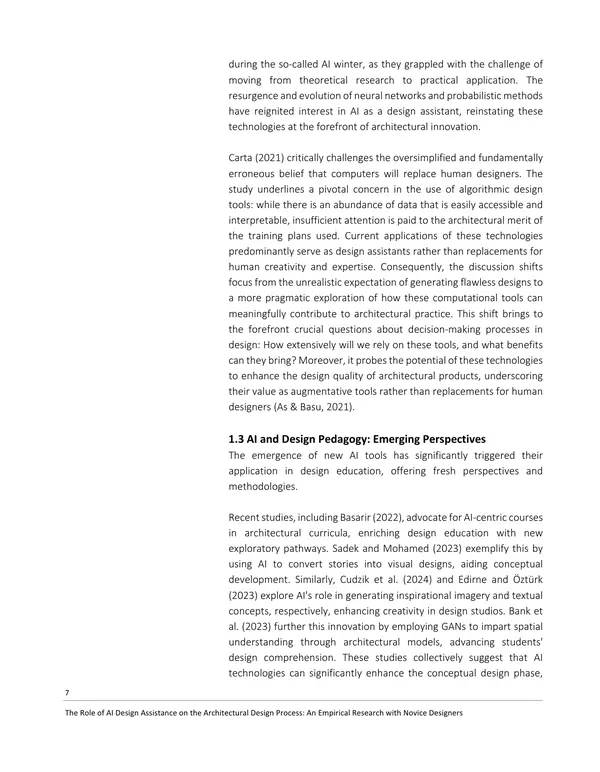 during the so-called AI winter, as they grappled with the challenge of
moving from theoretical research to practical application. The
resurgence and evolution of neural networks and probabilistic methods
have reignited interest in AI as a design assistant, reinstating these
technologies at the forefront of architectural innovation.
Carta (2021) critically challenges the oversimplified and fundamentally
erroneous belief that computers will replace human designers. The
study underlines a pivotal concern in the use of algorithmic design
tools: while there is an abundance of data that is easily accessible and
interpretable, insufficient attention is paid to the architectural merit of
the training plans used. Current applications of these technologies
predominantly serve as design assistants rather than replacements for
human creativity and expertise. Consequently, the discussion shifts
focus from the unrealistic expectation of generating flawless designs to
a more pragmatic exploration of how these computational tools can
meaningfully contribute to architectural practice. This shift brings to
the forefront crucial questions about decision-making processes in
design: How extensively will we rely on these tools, and what benefits
can they bring? Moreover, it probes the potential of these technologies
to enhance the design quality of architectural products, underscoring
their value as augmentative tools rather than replacements for human
designers (As & Basu, 2021).
1.3 AI and Design Pedagogy: Emerging Perspectives
The emergence of new AI tools has significantly triggered their
application in design education, offering fresh perspectives and
methodologies.
Recent studies, including Basarir (2022), advocate for AI-centric courses
in architectural curricula, enriching design education with new
exploratory pathways. Sadek and Mohamed (2023) exemplify this by
using AI to convert stories into visual designs, aiding conceptual
development. Similarly, Cudzik et al. (2024) and Edirne and Öztürk
(2023) explore AI's role in generating inspirational imagery and textual
concepts, respectively, enhancing creativity in design studios. Bank et
al. (2023) further this innovation by employing GANs to impart spatial
understanding through architectural models, advancing students'
design comprehension. These studies collectively suggest that AI
technologies can significantly enhance the conceptual design phase,
7
The Role of AI Design Assistance on the Architectural Design Process: An Empirical Research with Novice Designers